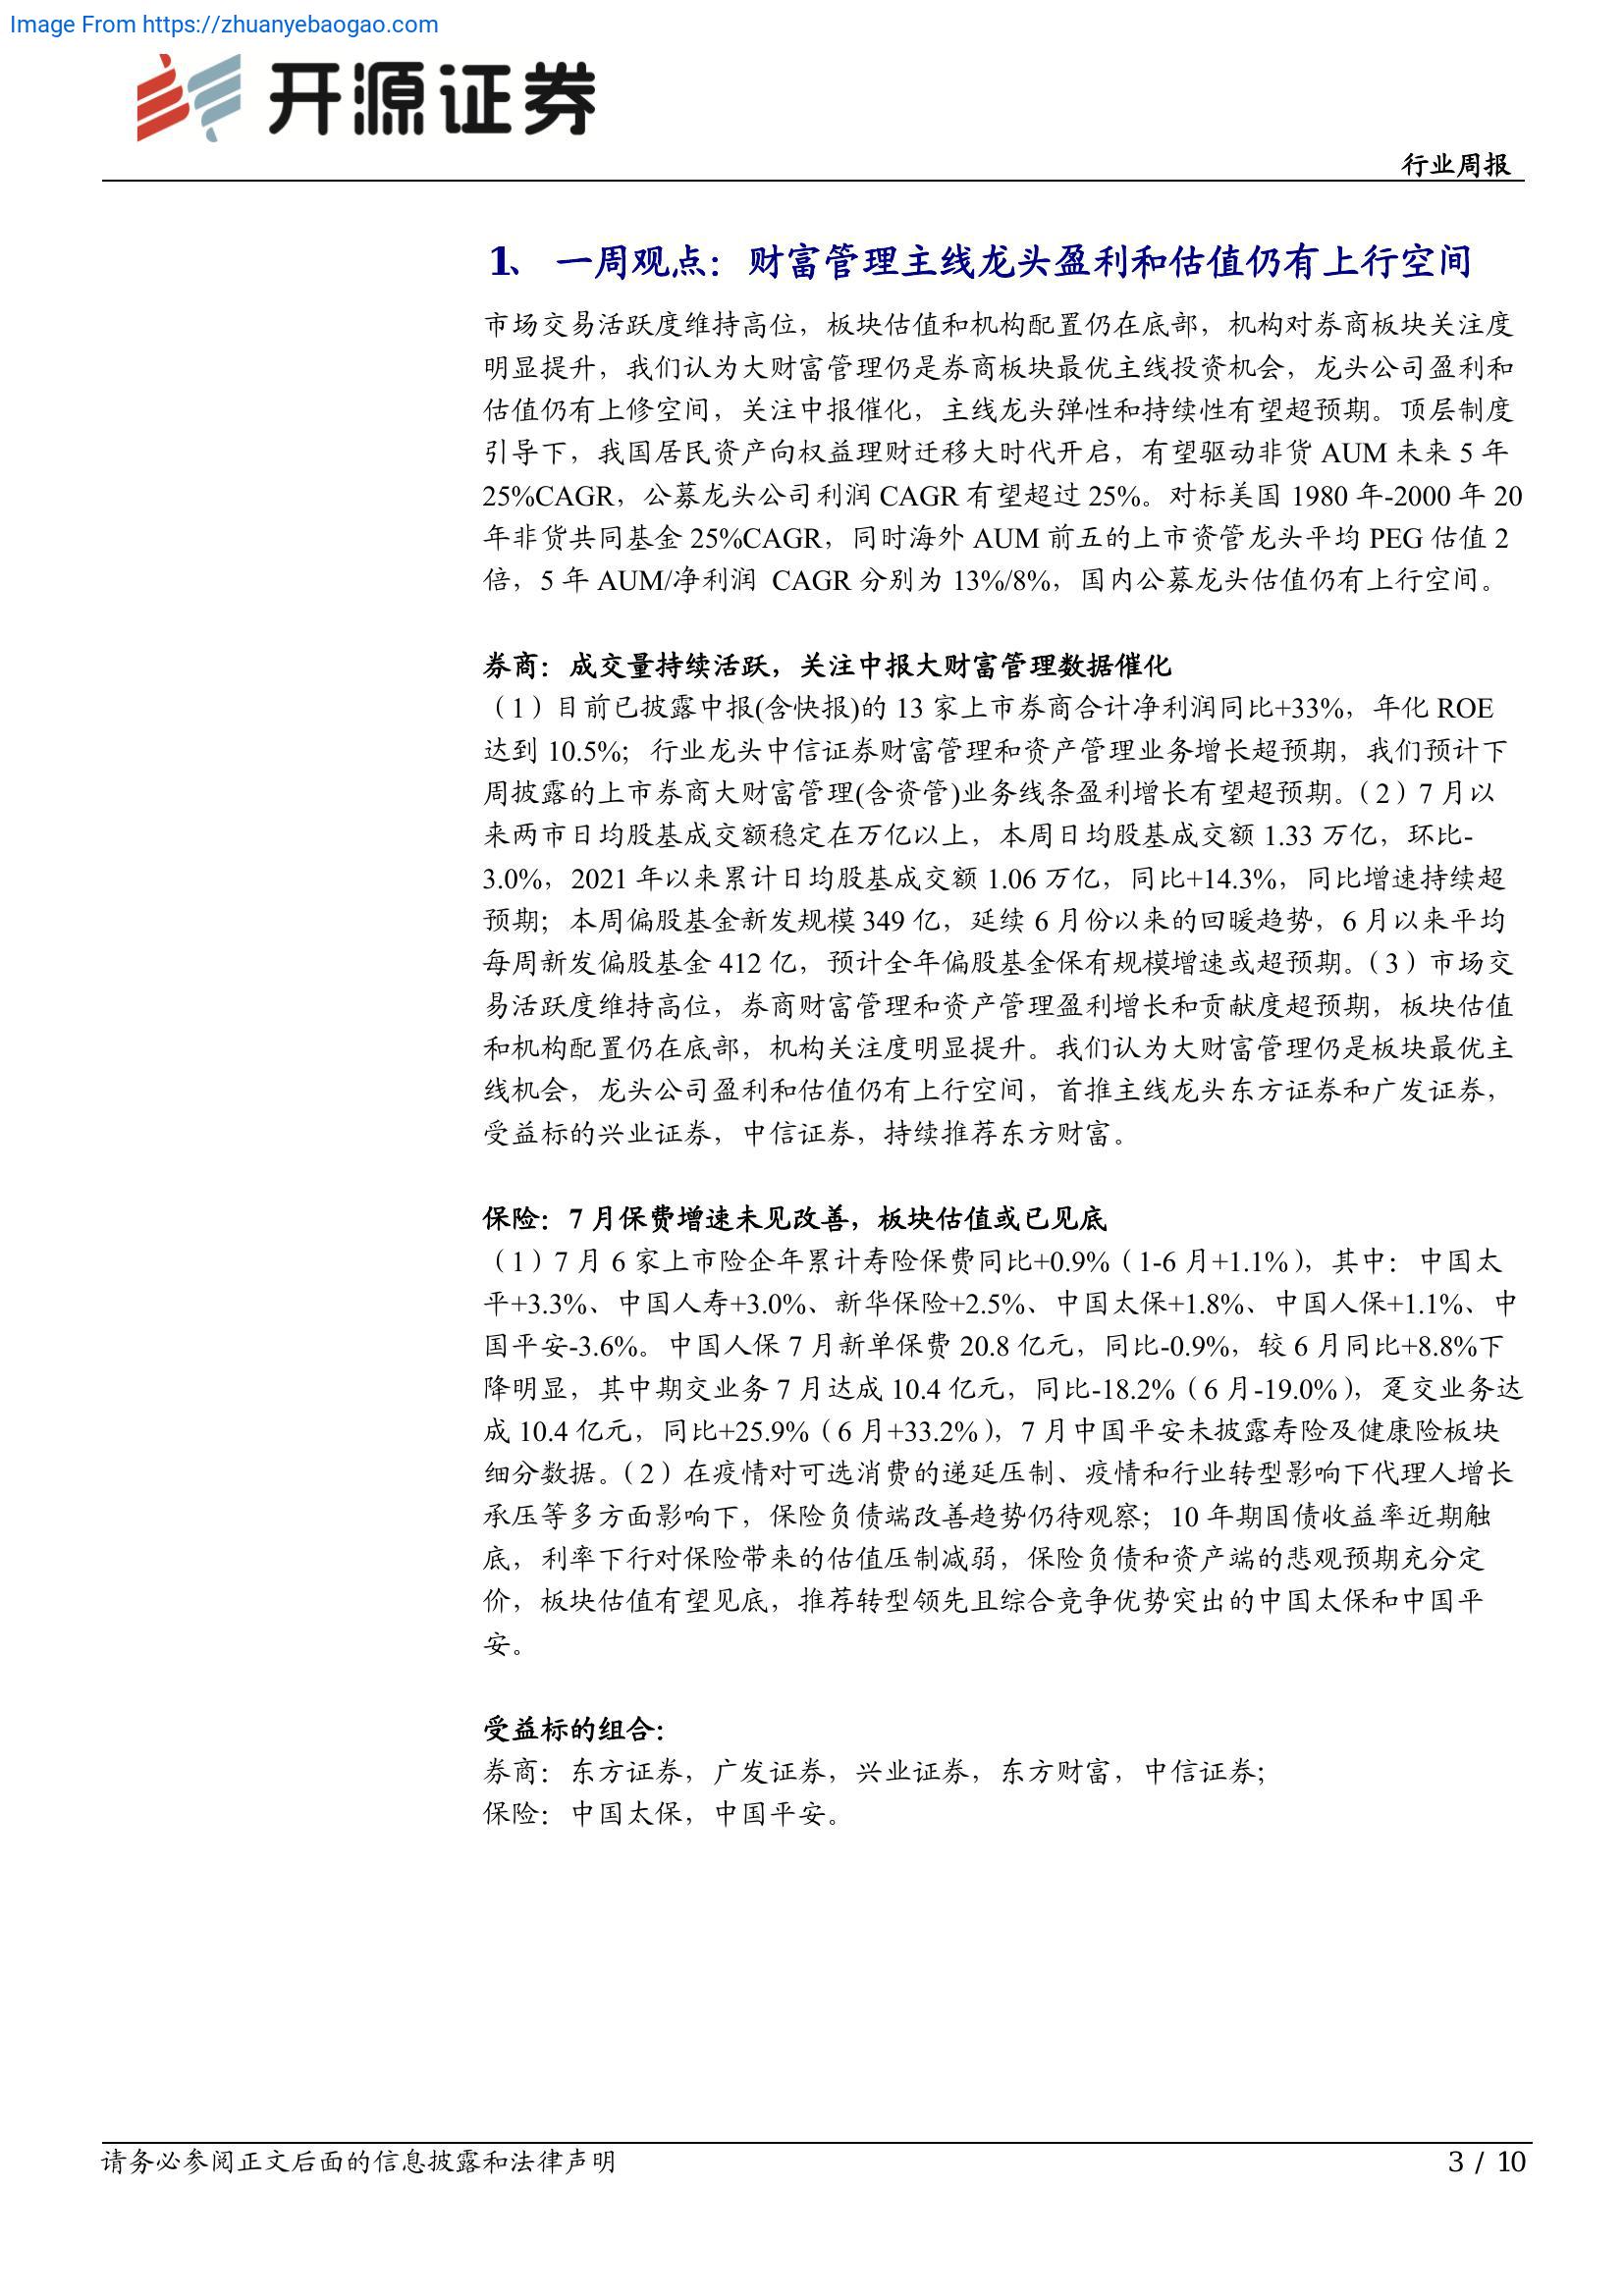 Image From https://zhuanyebaogao.com
开源证券
行业周报
1、 一周观点：财富管理主线龙头盈利和估值仍有上行空间
市场交易活跃度维持高位，板块估值和机构配置仍在底部，机构对券商板块关注度
明显提升，我们认为大财富管理仍是券商板块最优主线投资机会，龙头公司盈利和
估值仍有上修空间，关注中报催化，主线龙头弹性和持续性有望超预期。顶层制度
引导下，我国居民资产向权益理财迁移大时代开启，有望驱动非货 AUM 未来 5 年
25%CAGR，公募龙头公司利润 CAGR 有望超过 25%。对标美国 1980 年-2000 年 20
年非货共同基金 25%CAGR，同时海外 AUM 前五的上市资管龙头平均 PEG 估值 2
倍，5 年 AUM/净利润 CAGR 分别为 13%/8%，国内公募龙头估值仍有上行空间。
券商：成交量持续活跃，关注中报大财富管理数据催化
（1）目前已披露中报(含快报)的 13 家上市券商合计净利润同比+33%，年化 ROE
达到 10.5%；行业龙头中信证券财富管理和资产管理业务增长超预期，我们预计下
周披露的上市券商大财富管理(含资管)业务线条盈利增长有望超预期。（2）7 月以
来两市日均股基成交额稳定在万亿以上，本周日均股基成交额 1.33 万亿，环比-
3.0%，2021 年以来累计日均股基成交额 1.06 万亿，同比+14.3%，同比增速持续超
预期；本周偏股基金新发规模 349 亿，延续 6 月份以来的回暖趋势，6 月以来平均
每周新发偏股基金 412 亿，预计全年偏股基金保有规模增速或超预期。（3）市场交
易活跃度维持高位，券商财富管理和资产管理盈利增长和贡献度超预期，板块估值
和机构配置仍在底部，机构关注度明显提升。我们认为大财富管理仍是板块最优主
线机会，龙头公司盈利和估值仍有上行空间，首推主线龙头东方证券和广发证券，
受益标的兴业证券，中信证券，持续推荐东方财富。
保险：7 月保费增速未见改善，板块估值或已见底
（1）7 月 6 家上市险企年累计寿险保费同比+0.9%（1-6 月+1.1%），其中：中国太
平+3.3%、中国人寿+3.0%、新华保险+2.5%、中国太保+1.8%、中国人保+1.1%、中
国平安-3.6%。中国人保 7 月新单保费 20.8 亿元，同比-0.9%，较 6 月同比+8.8%下
降明显，其中期交业务 7 月达成 10.4 亿元，同比-18.2%（6 月-19.0%），趸交业务达
成 10.4 亿元，同比+25.9%（6 月+33.2%），7 月中国平安未披露寿险及健康险板块
细分数据。（2）在疫情对可选消费的递延压制、疫情和行业转型影响下代理人增长
承压等多方面影响下，保险负债端改善趋势仍待观察；10 年期国债收益率近期触
底，利率下行对保险带来的估值压制减弱，保险负债和资产端的悲观预期充分定
价，板块估值有望见底，推荐转型领先且综合竞争优势突出的中国太保和中国平
安。
受益标的组合：
券商：东方证券，广发证券，兴业证券，东方财富，中信证券；
保险：中国太保，中国平安。
请务必参阅正文后面的信息披露和法律声明
3 / 10